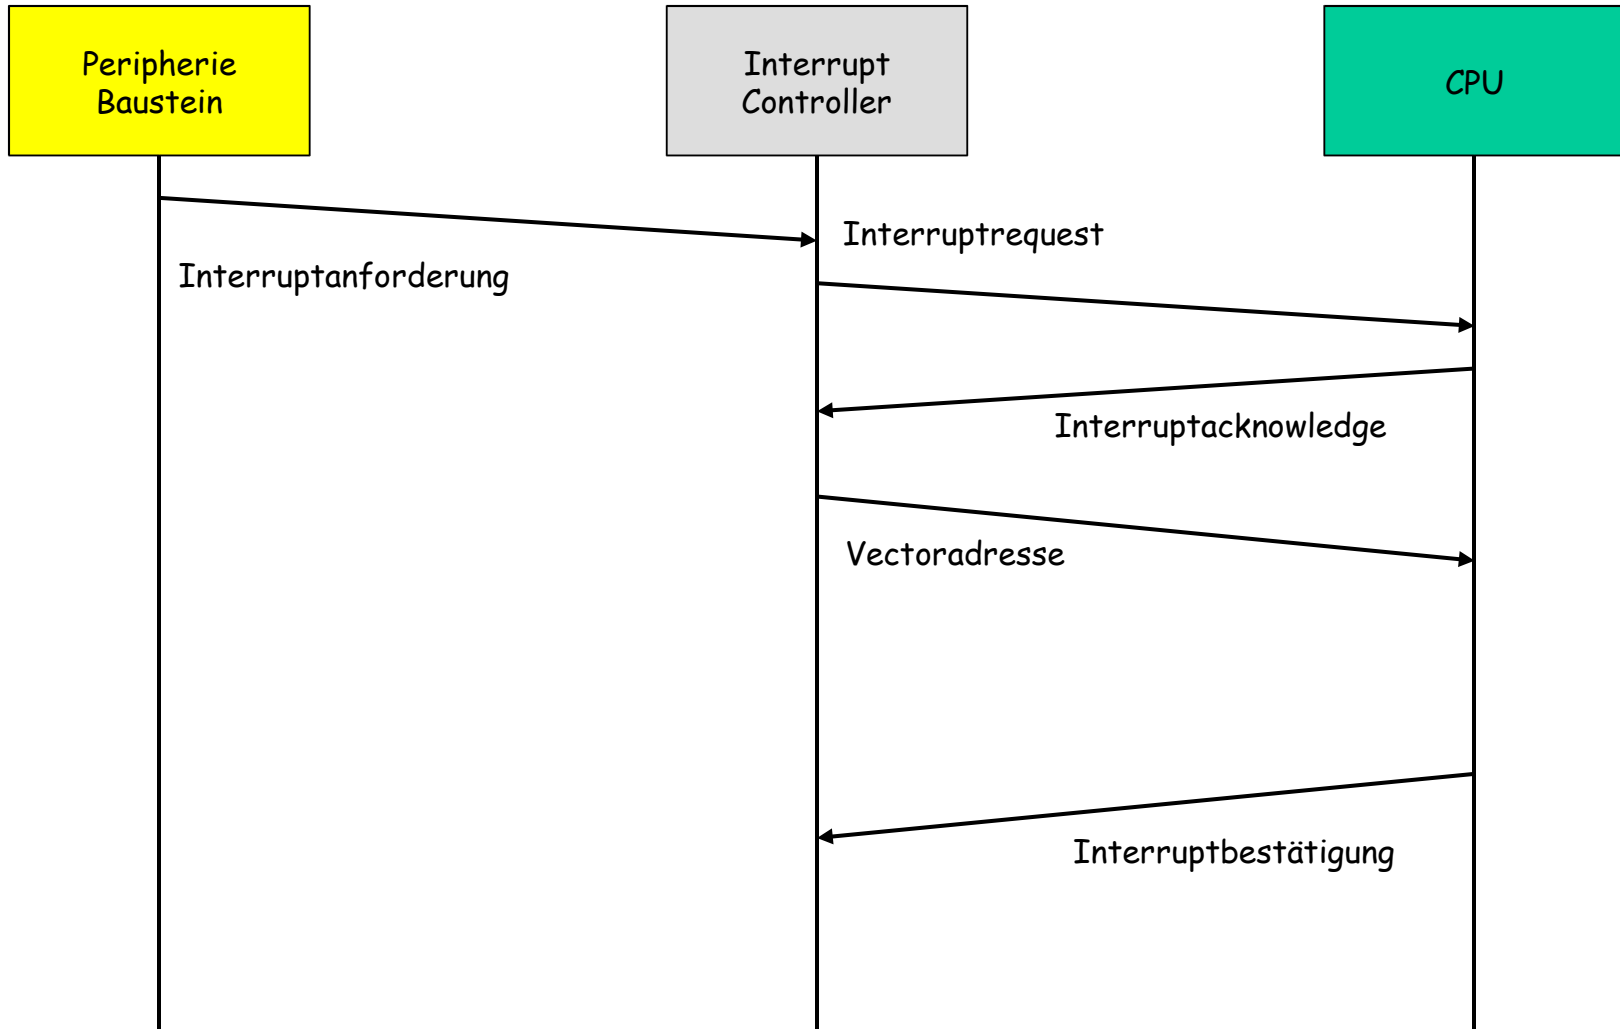 Peripherie
Baustein
Interrupt
Controller
CPU
Interruptrequest
Interruptanforderung
Interruptacknowledge
Vectoradresse
Interruptbestätigung